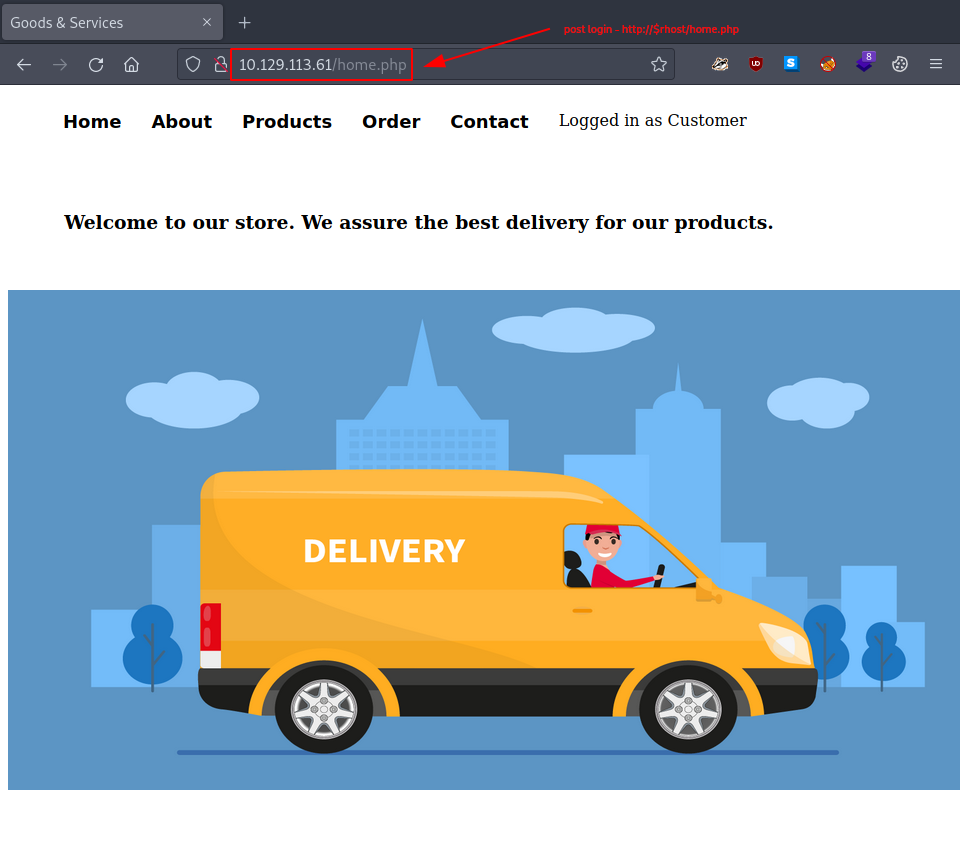 Goods & Services
post login - http://$rhost/home.php
10.129.113.61/home.php
8
Home About Products Order Contact Logged in as Customer
Welcome to our store. We assure the best delivery for our products.
DELIVERY